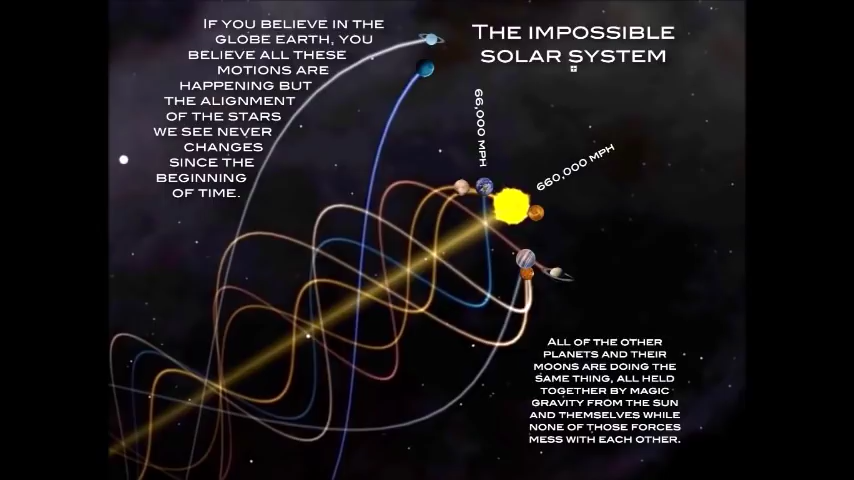 If you believe in the
globe Earth, you
believe all these
motions are
happening but
the alignment
of the stars
we see never
changes
since the
beginning
of time.
The impossible
solar system
66,000 mph
660,000 mph
All of the other
planets and their
moons are doing the
same thing, all held
together by magic
gravity from the sun
and themselves while
none of those forces
mess with each other.